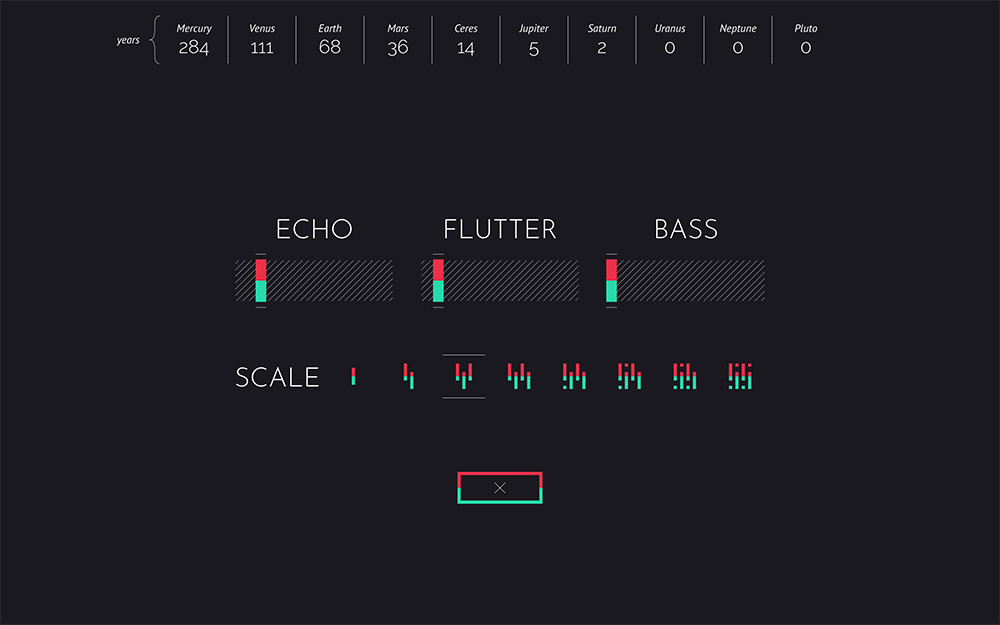 years Mercury Venus Earth Mars Ceres Jupiter Saturn Uranus Neptune Pluto
284 111 68 36 14 5 2 0 0 0
ECHO FLUTTER BASS
SCALE